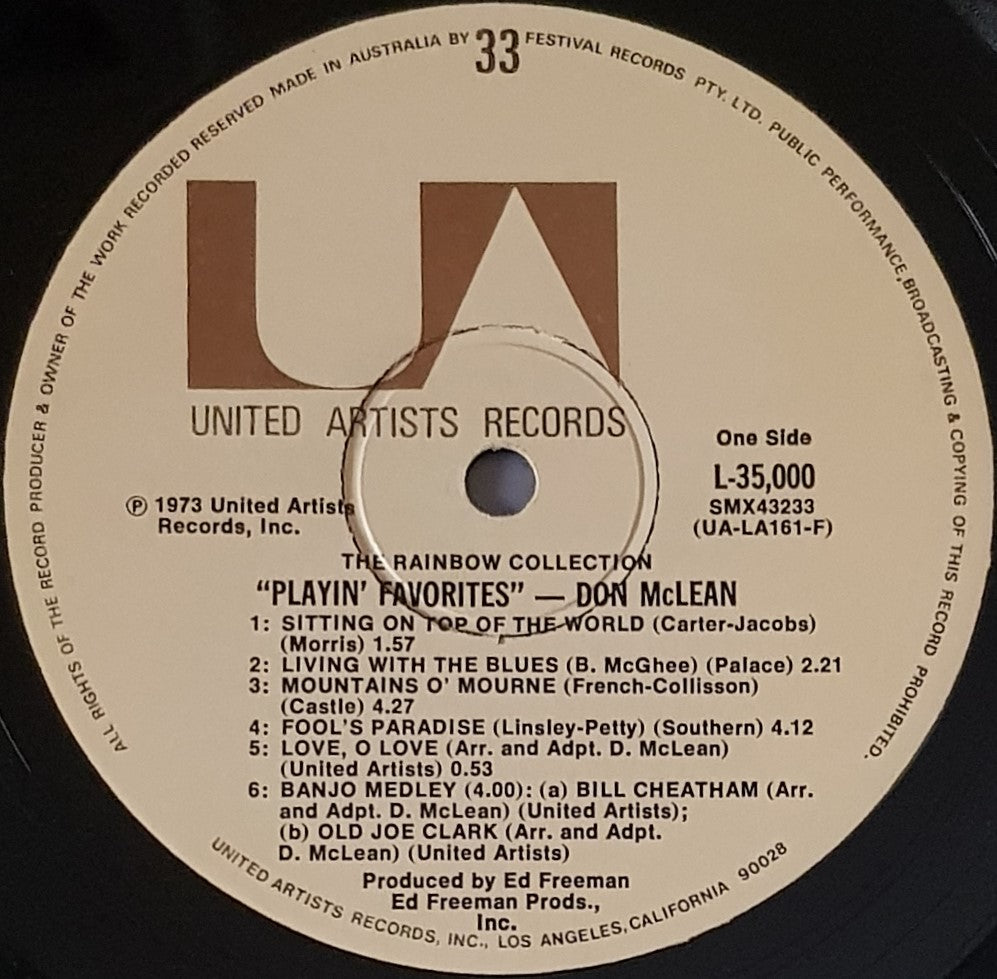 ALL RIGHTS OF THE RECORD PRODUCER & OWNER OF THE WORK RECORDED RESERVED MADE IN AUSTRALIA BY 33 FESTIVAL RECORDS PTY. LTD. PUBLIC PERFORMANCE, BROADCASTING & COPYING OF THIS RECORD PROHIBITED.
UA
UNITED ARTISTS RECORDS
One Side
L-35,000
SMX43233
(UA-LA161-F)
℗ 1973 United Artists
Records, Inc.
THE RAINBOW COLLECTION
“PLAYIN’ FAVORITES” — DON McLEAN
1: SITTING ON TOP OF THE WORLD (Carter-Jacobs)
(Morris) 1.57
2: LIVING WITH THE BLUES (B. McGhee) (Palace) 2.21
3: MOUNTAINS O' MOURNE (French-Collisson)
(Castle) 4.27
4: FOOL'S PARADISE (Linsley-Petty) (Southern) 4.12
5: LOVE, O LOVE (Arr. and Adpt. D. McLean)
(United Artists) 0.53
6: BANJO MEDLEY (4.00): (a) BILL CHEATHAM (Arr.
and Adpt. D. McLean) (United Artists);
(b) OLD JOE CLARK (Arr. and Adpt.
D. McLean) (United Artists)
Produced by Ed Freeman
Ed Freeman Prods.,
Inc.
UNITED ARTISTS RECORDS, INC., LOS ANGELES, CALIFORNIA 90028